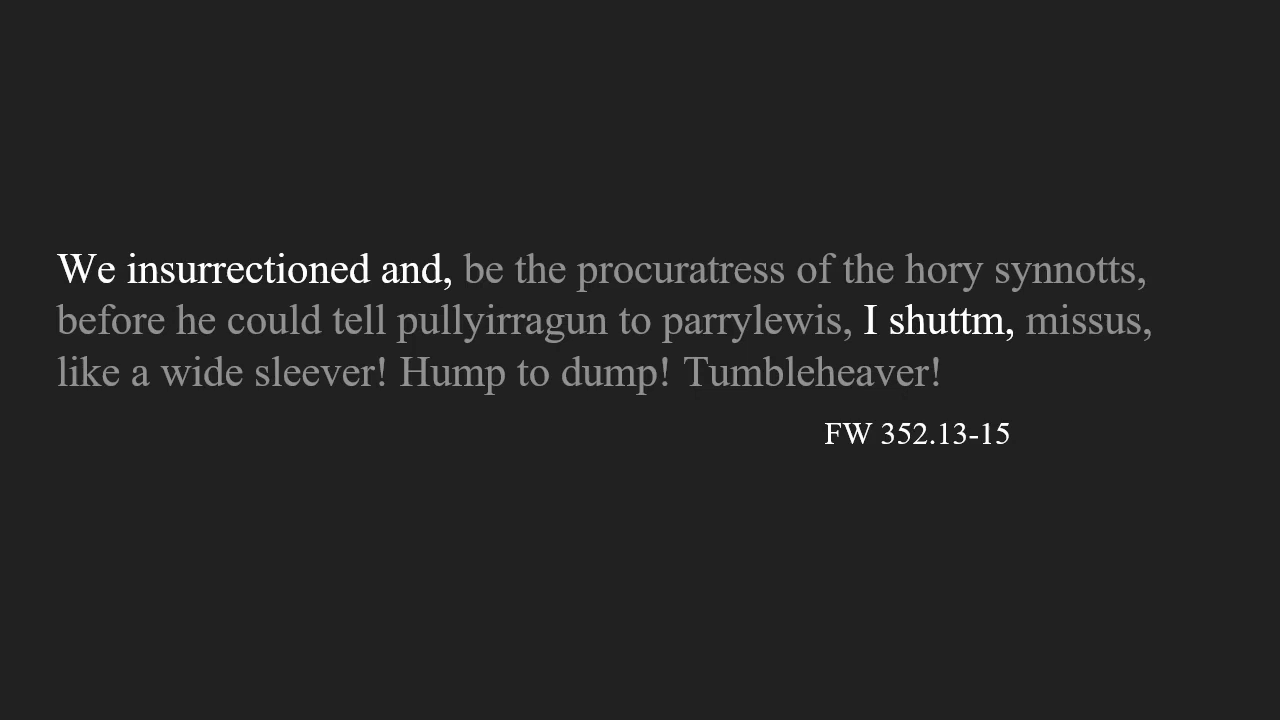 We insurrectioned and, be the procuratress of the hory synnotts,
before he could tell pullyirragun to parrylewis, I shuttm, missus,
like a wide sleever! Hump to dump! Tumbleheaver!
FW 352.13-15